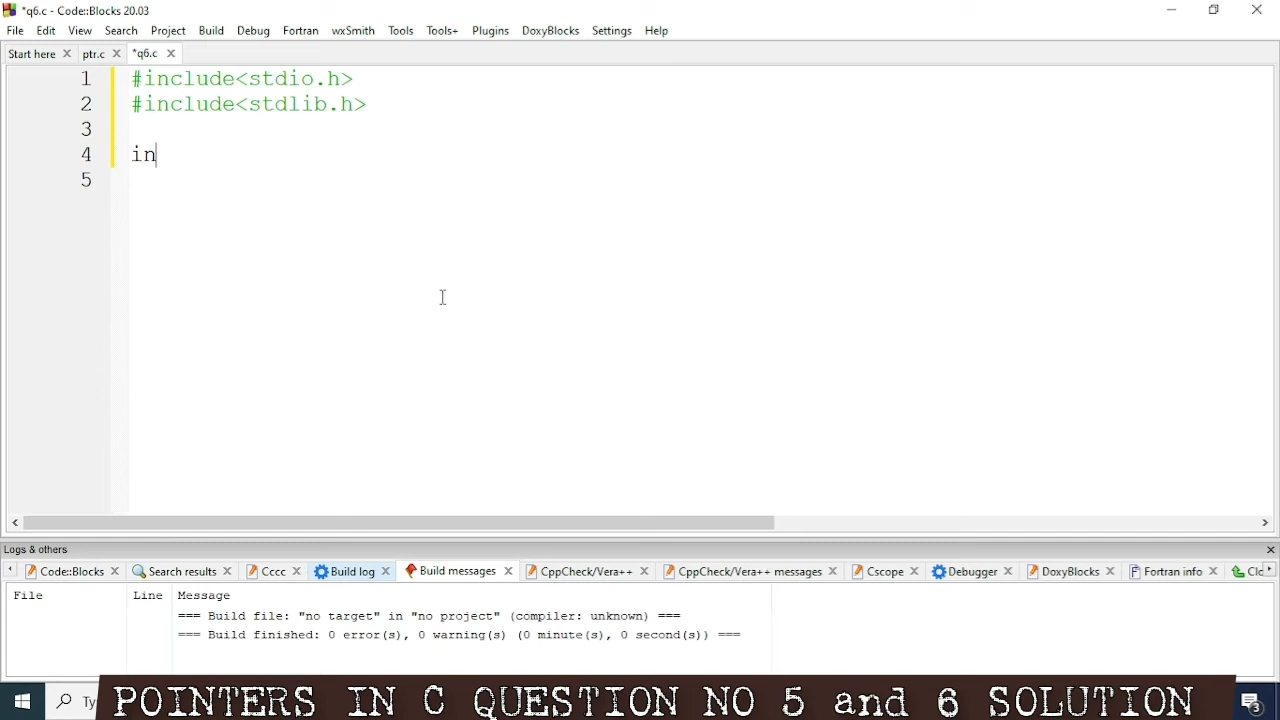 *q6.c - Code::Blocks 20.03
File Edit View Search Project Build Debug Fortran wxSmith Tools Tools+ Plugins DoxyBlocks Settings Help
Start here ptr.c *q6.c
1 #include<stdio.h>
2 #include<stdlib.h>
3
4 in
5
Logs & others
Code::Blocks Search results Cccc Build log Build messages CppCheck/Vera++ CppCheck/Vera++ messages Cscope Debugger DoxyBlocks Fortran info Clo
File Line Message
=== Build file: "no target" in "no project" (compiler: unknown) ===
=== Build finished: 0 error(s), 0 warning(s) (0 minute(s), 0 second(s)) ===
Ty
POINTERS IN C QUESTION NO 5 and 6 SOLUTION
3